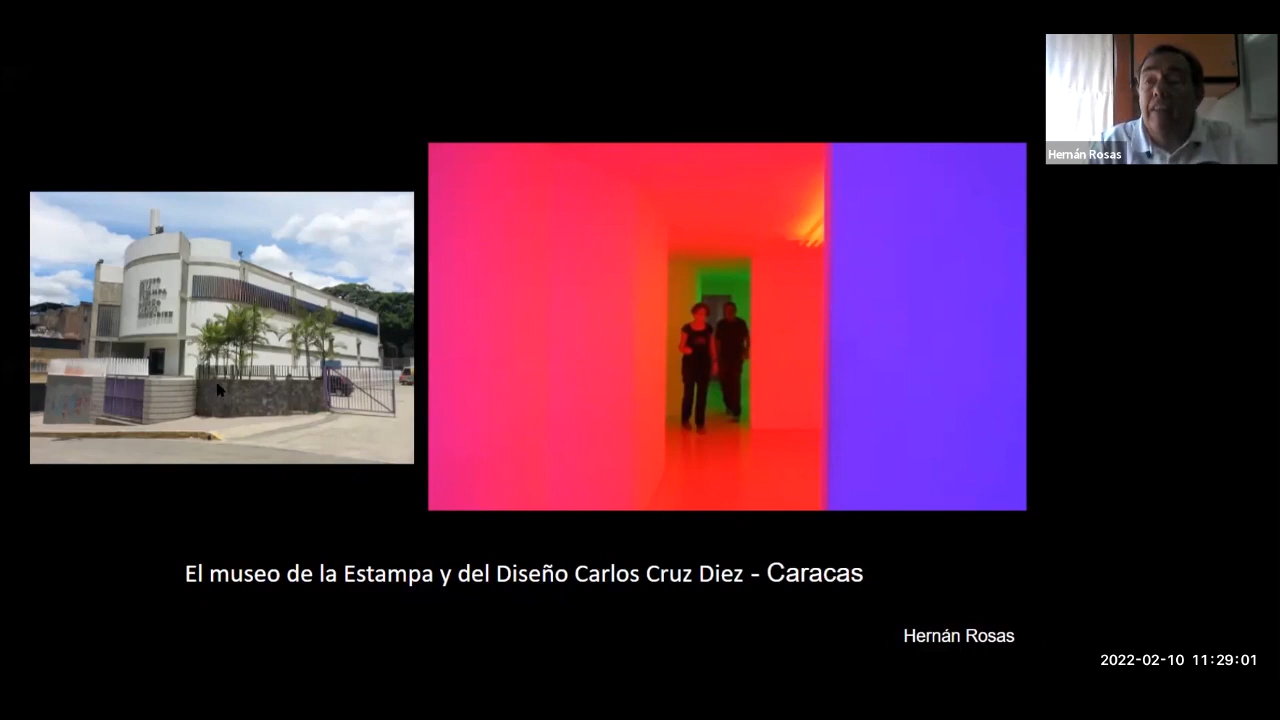 Hernán Rosas
El museo de la Estampa y del Diseño Carlos Cruz Diez - Caracas
Hernán Rosas
2022-02-10 11:29:01